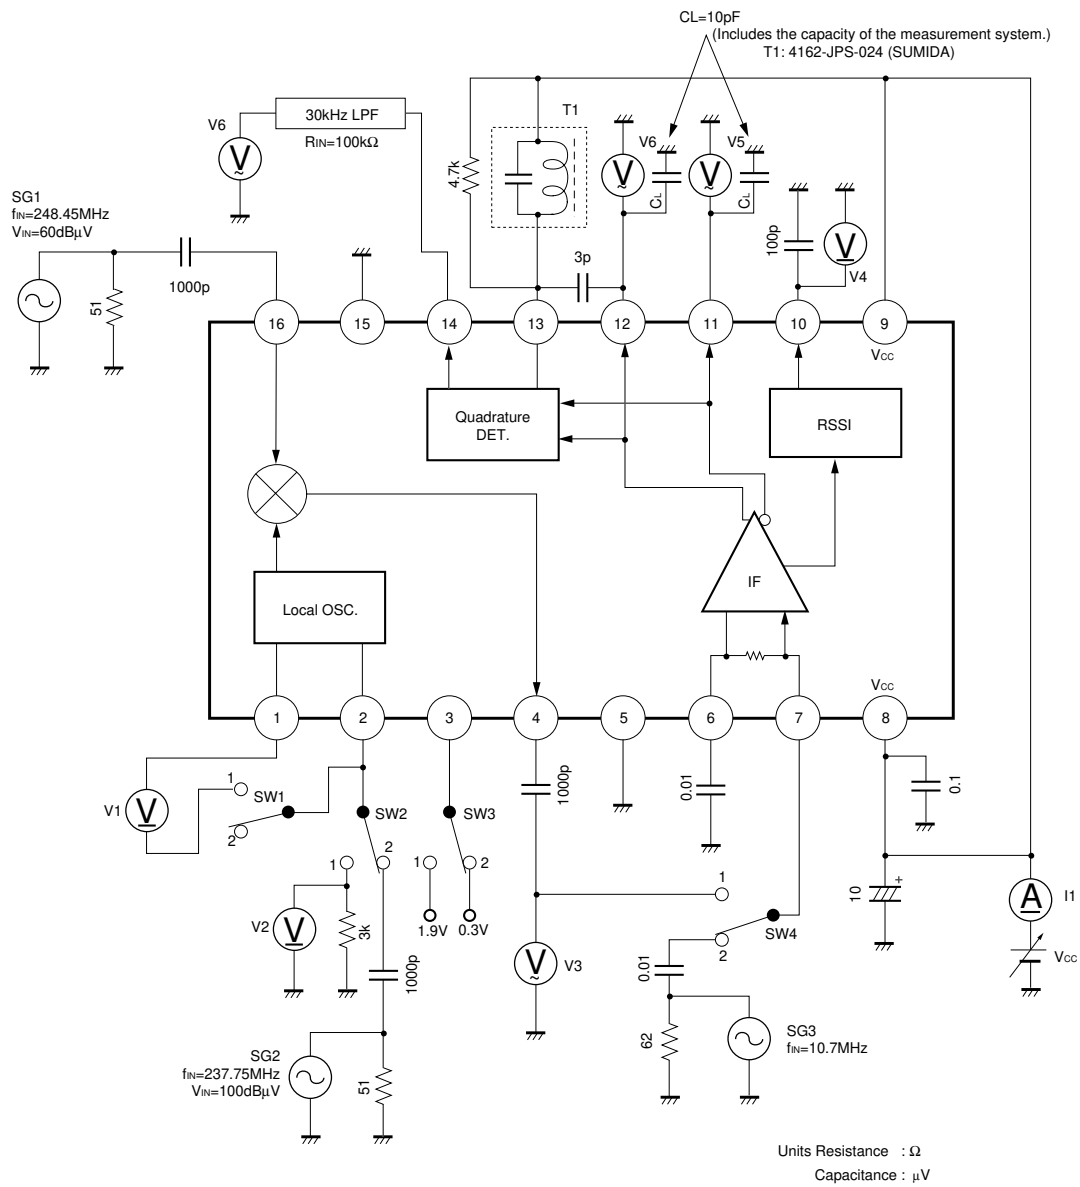 CL=10pF
(Includes the capacity of the measurement system.)
T1: 4162-JPS-024 (SUMIDA)
V6
30kHz LPF
RIN=100kΩ
T1
4.7k
V6
V5
CL
CL
100p
V4
SG1
fIN=248.45MHz
VIN=60dBμV
51
1000p
3p
16
15
14
13
12
11
10
9
VCC
Quadrature
DET.
RSSI
IF
Local OSC.
VCC
1
2
3
4
5
6
7
8
V1
1
SW1
2
SW2
1
2
SW3
1
2
1.9V
0.3V
V2
3k
1000p
1000p
V3
0.01
1
SW4
2
0.01
62
SG3
fIN=10.7MHz
0.1
10
+
A
I1
VCC
SG2
fIN=237.75MHz
VIN=100dBμV
51
V
V
V
V
V
V
V
Units Resistance : Ω
Capacitance : μV